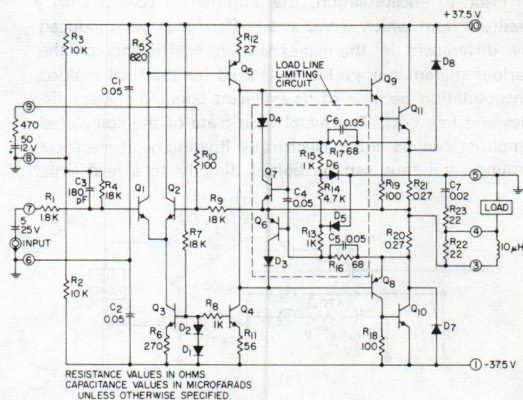 +37.5 V
10
R3
10K
R5
820
R12
27
D8
Q5
C1
0.05
LOAD LINE
LIMITING
CIRCUIT
Q9
Q11
9
470
50
12 V
8
D4
C6 0.05
R15
1K
R17 68
D6
5
C3
180
pF
R4
18K
R10
100
Q7
C4
0.05
R14
4.7K
R19
100
R21
0.27
C7
0.02
LOAD
7
R1
1.8K
Q1
Q2
R9
18K
R23
22
4
5
25V
INPUT
6
R7
18K
Q6
D5
R13
1K
C5 0.05
R20
0.27
R22
22
10μH
3
D3
R16
68
R2
10K
C2
0.05
Q3
R8
1K
Q4
Q8
Q10
D7
R6
270
D2
D1
R11
56
R18
100
1 -37.5V
RESISTANCE VALUES IN OHMS
CAPACITANCE VALUES IN MICROFARADS
UNLESS OTHERWISE SPECIFIED